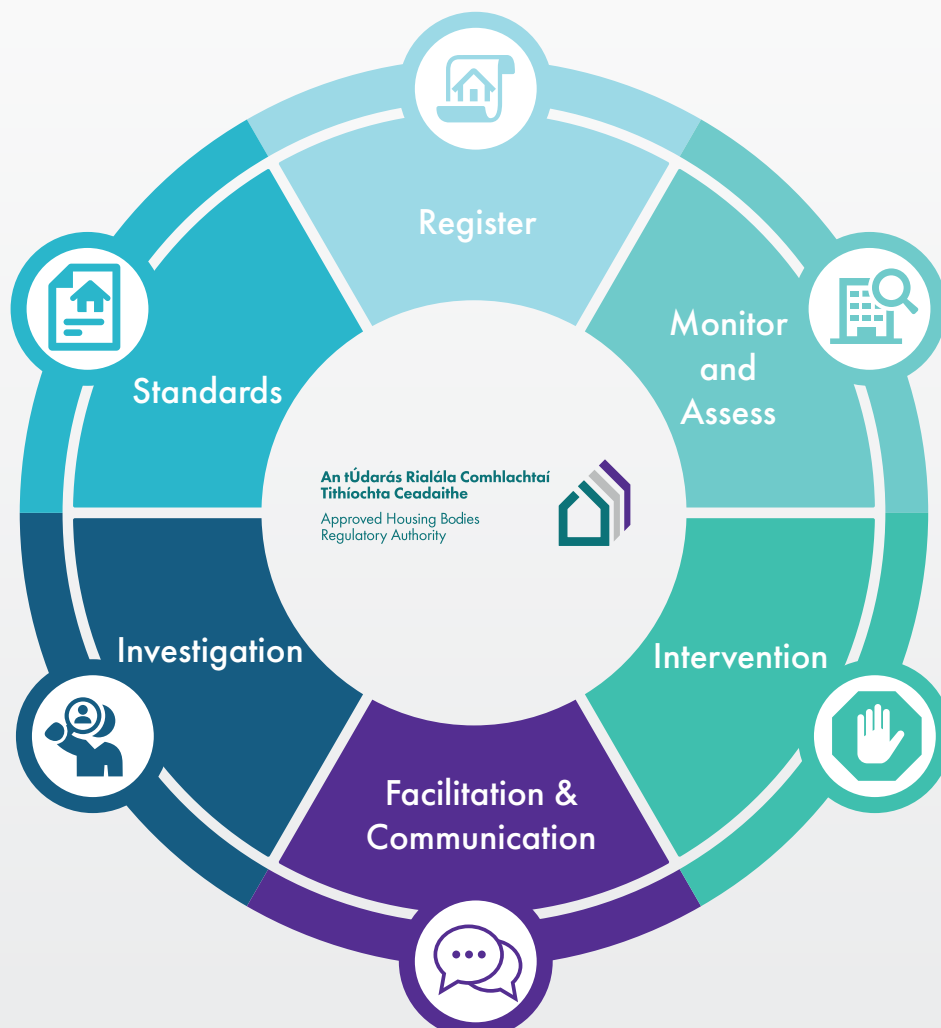 Register
Monitor
and
Assess
Standards
An tÚdarás Rialála Comhlachtaí
Tithíochta Ceadaithe
Approved Housing Bodies
Regulatory Authority
Investigation
Intervention
Facilitation &
Communication